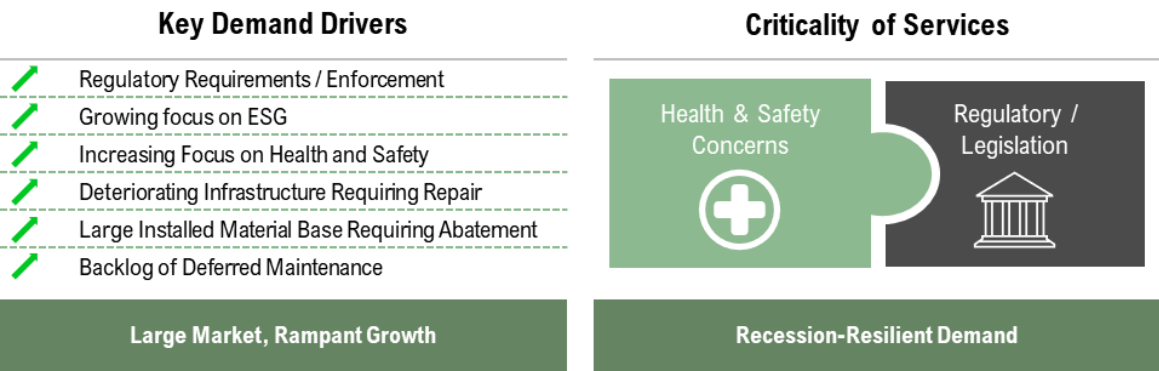 Key Demand Drivers
Regulatory Requirements / Enforcement
Growing focus on ESG
Increasing Focus on Health and Safety
Deteriorating Infrastructure Requiring Repair
Large Installed Material Base Requiring Abatement
Backlog of Deferred Maintenance
Large Market, Rampant Growth
Criticality of Services
Health & Safety
Concerns
Regulatory /
Legislation
Recession-Resilient Demand